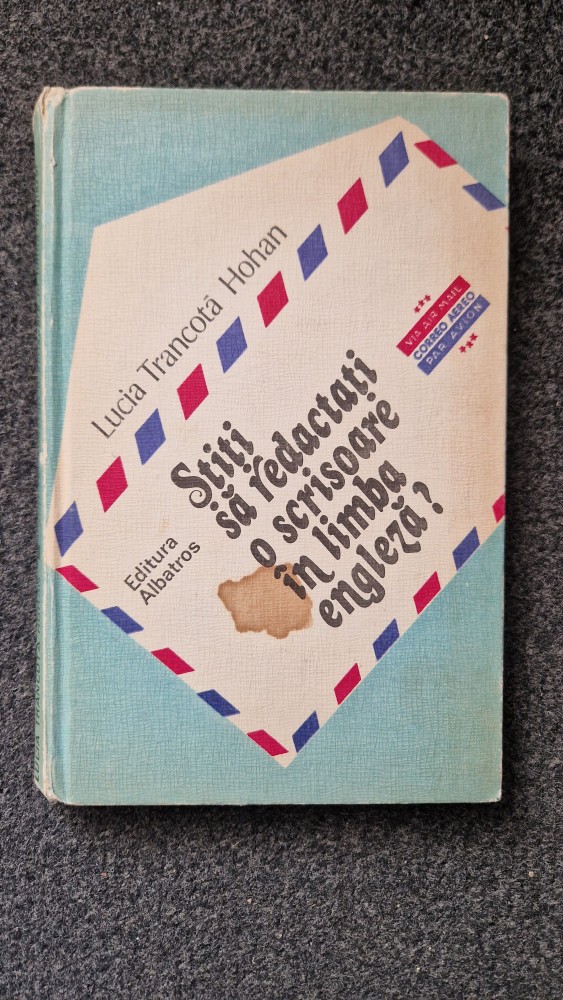 Lucia Trancotă Hohan
Știți
să redactați
o scrisoare
în limba
engleză?
Editura
Albatros
VIA AIR MAIL
CORREO AEREO
PAR AVION